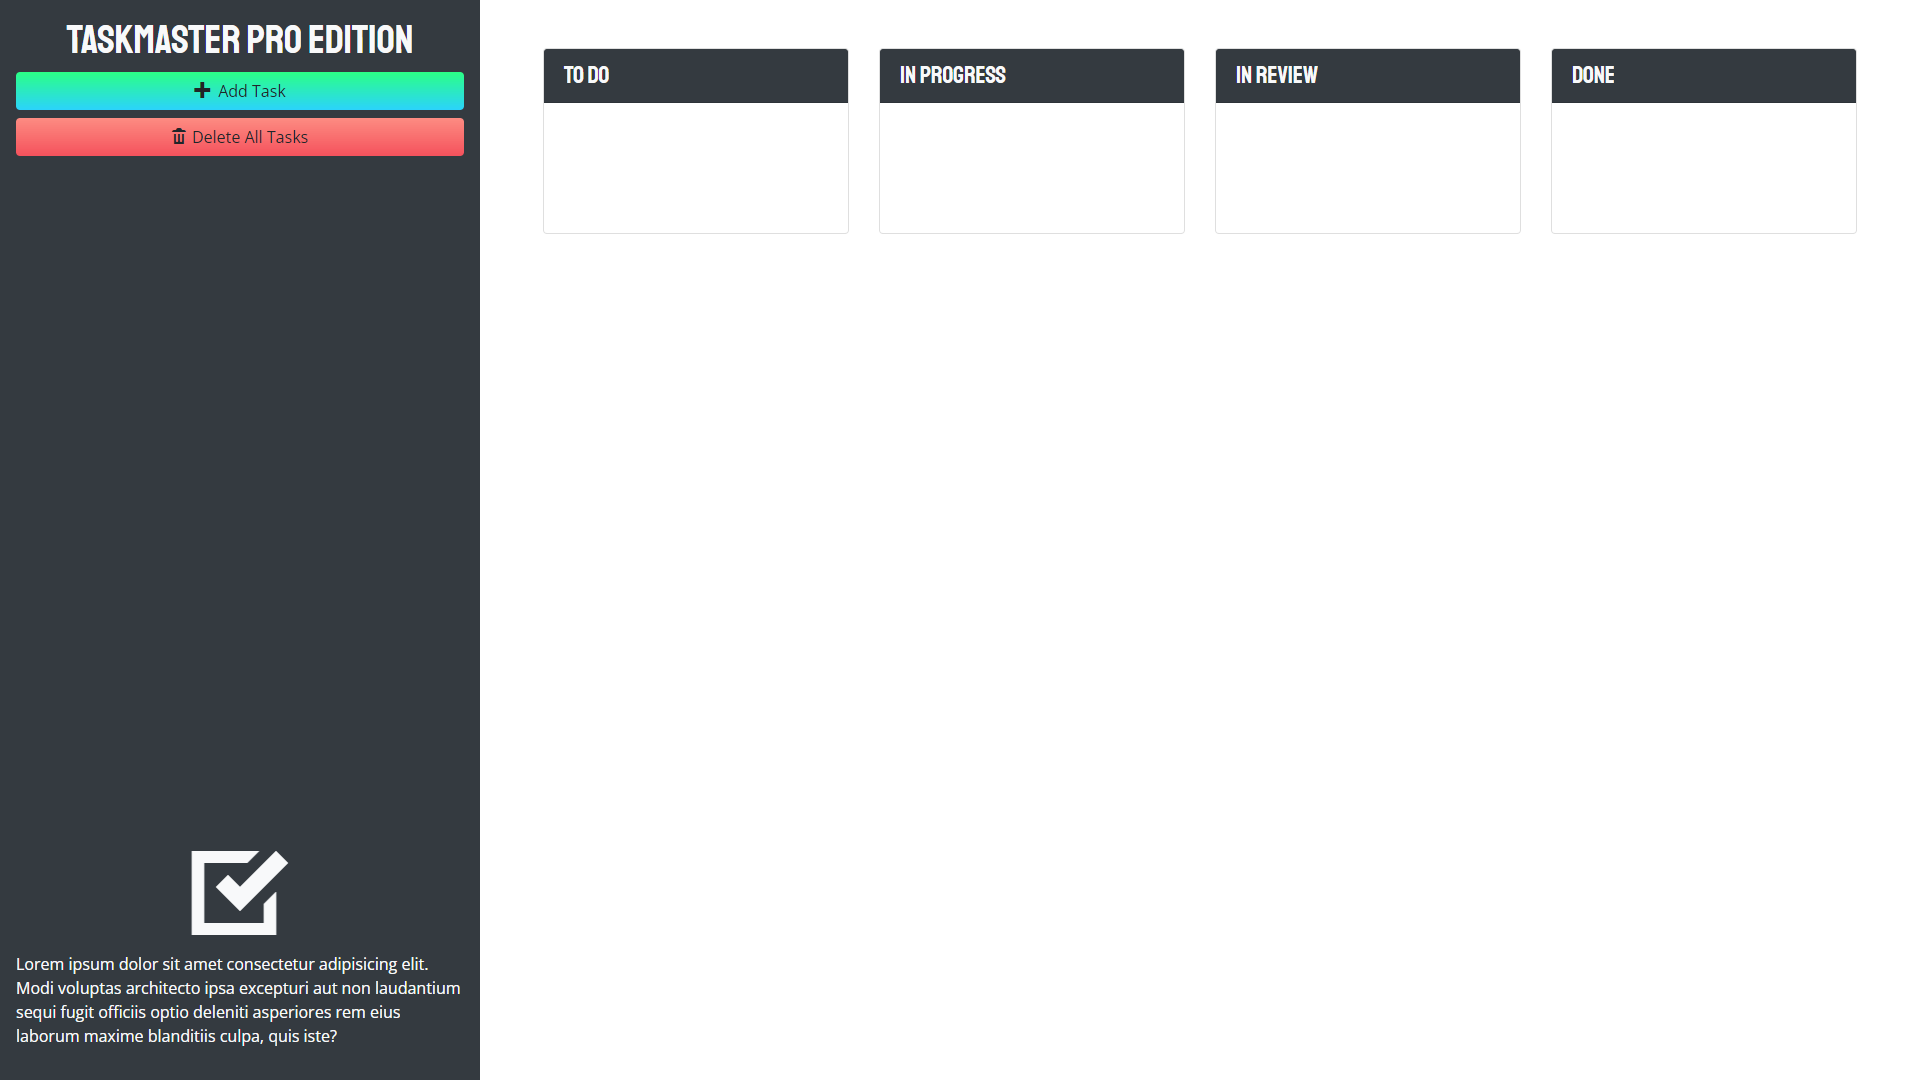 TASKMASTER PRO EDITION
Add Task
Delete All Tasks
Lorem ipsum dolor sit amet consectetur adipisicing elit.
Modi voluptas architecto ipsa excepturi aut non laudantium
sequi fugit officiis optio deleniti asperiores rem eius
laborum maxime blanditiis culpa, quis iste?
TO DO
IN PROGRESS
IN REVIEW
DONE